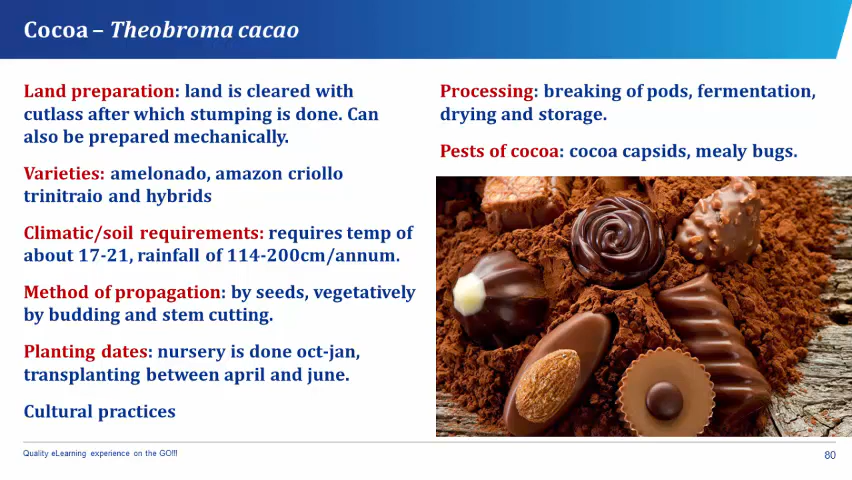 Cocoa – Theobroma cacao
Land preparation: land is cleared with
cutlass after which stumping is done. Can
also be prepared mechanically.
Varieties: amelonado, amazon criollo
trinitraio and hybrids
Climatic/soil requirements: requires temp of
about 17-21, rainfall of 114-200cm/annum.
Method of propagation: by seeds, vegetatively
by budding and stem cutting.
Planting dates: nursery is done oct-jan,
transplanting between april and june.
Cultural practices
Processing: breaking of pods, fermentation,
drying and storage.
Pests of cocoa: cocoa capsids, mealy bugs.
Quality eLearning experience on the GO!!!
80